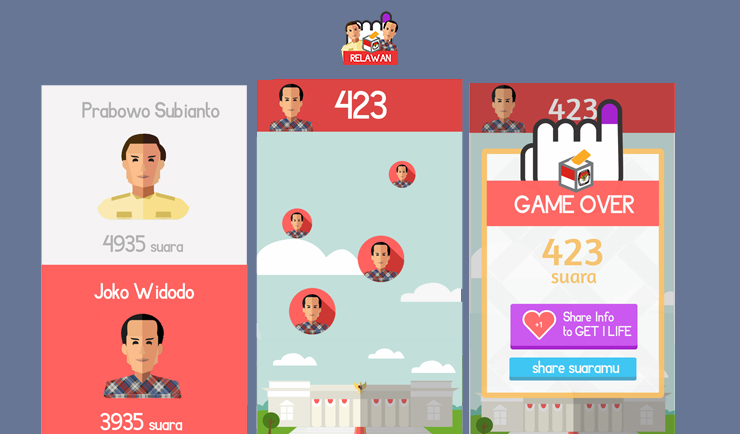 RELAWAN
Prabowo Subianto
4935 suara
Joko Widodo
3935 suara
423
423
GAME OVER
423
suara
+1
Share Info
to GET 1 LIFE
share suaramu